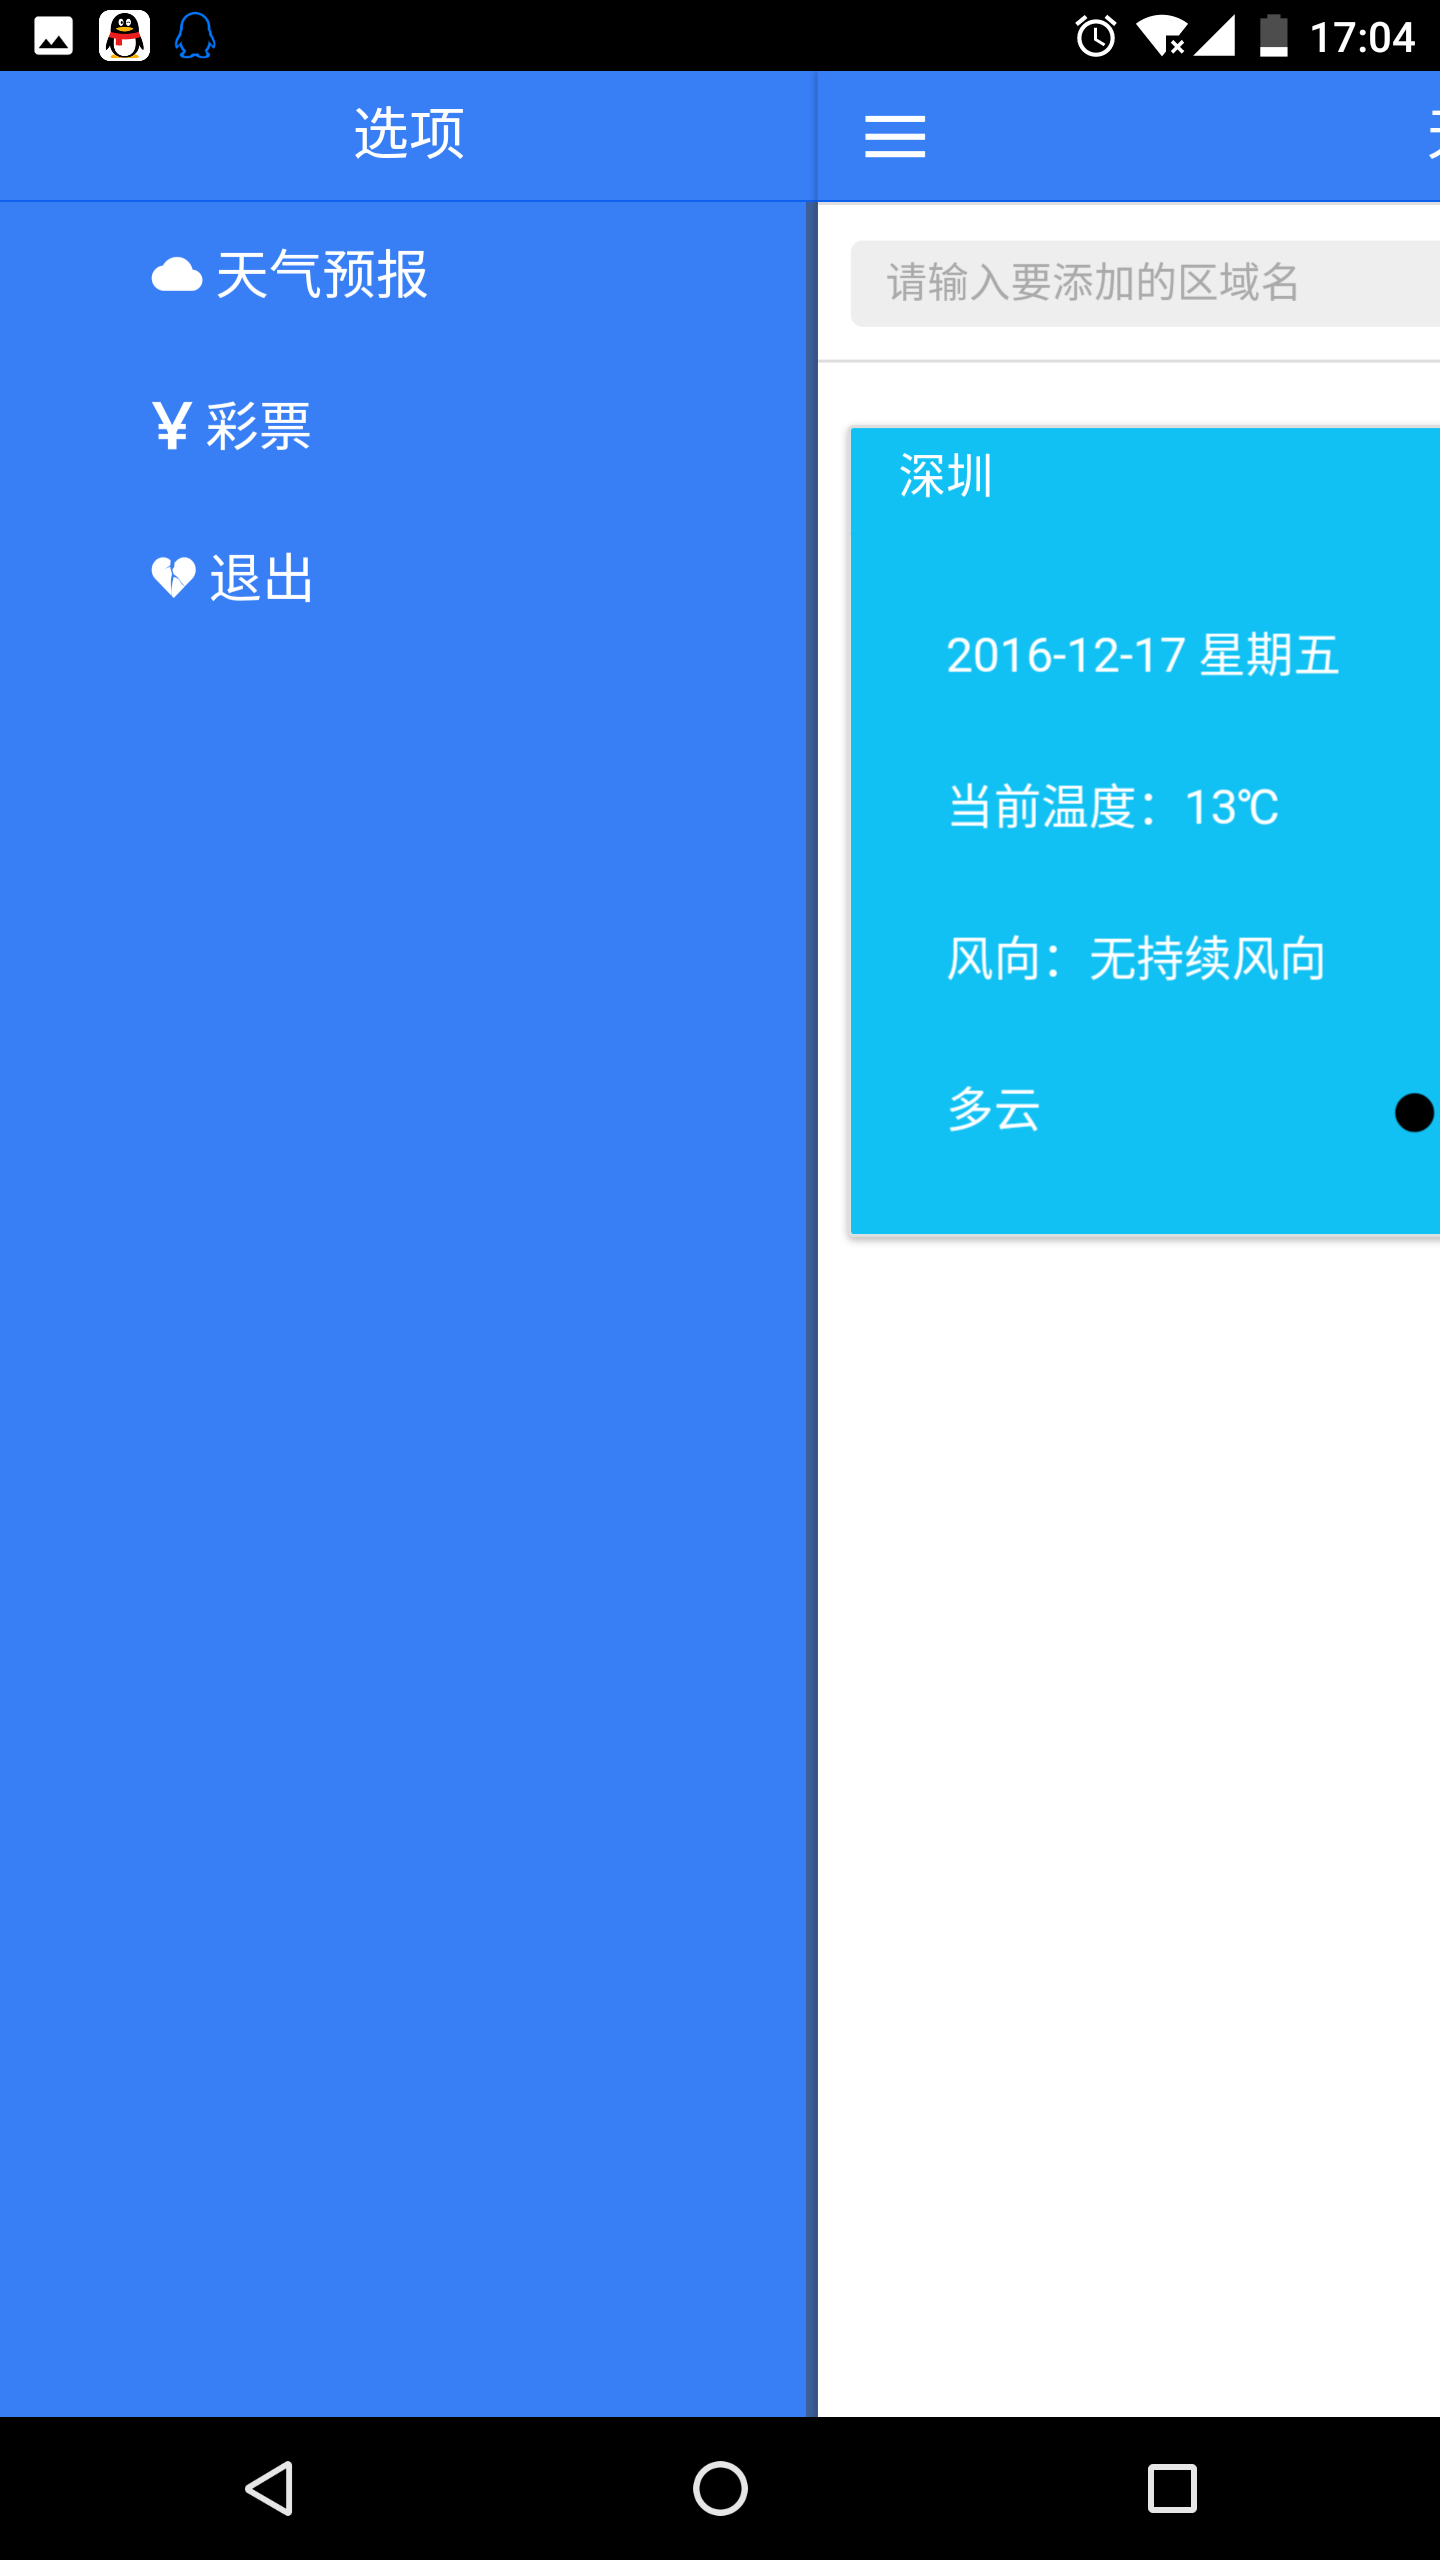 17:04
选项
天气预报
¥ 彩票
退出
请输入要添加的区域名
深圳
2016-12-17 星期五
当前温度：13℃
风向：无持续风向
多云